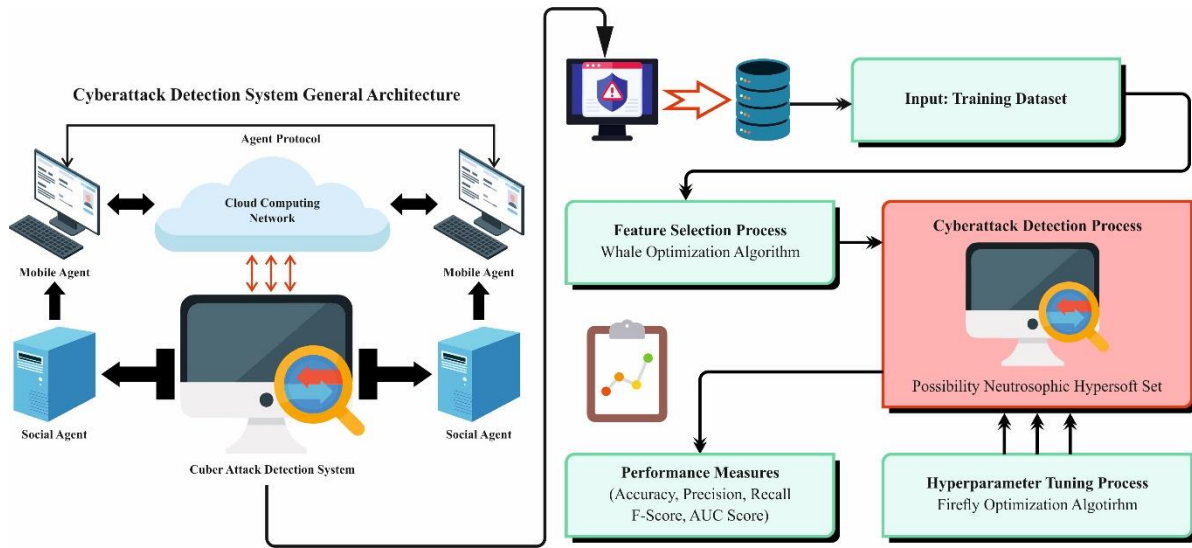 Cyberattack Detection System General Architecture
Agent Protocol
Cloud Computing
Network
Mobile Agent
Mobile Agent
Social Agent
Social Agent
Cuber Attack Detection System
Input: Training Dataset
Feature Selection Process
Whale Optimization Algorithm
Cyberattack Detection Process
Possibility Neutrosophic Hypersoft Set
Performance Measures
(Accuracy, Precision, Recall
F-Score, AUC Score)
Hyperparameter Tuning Process
Firefly Optimization Algotirhm